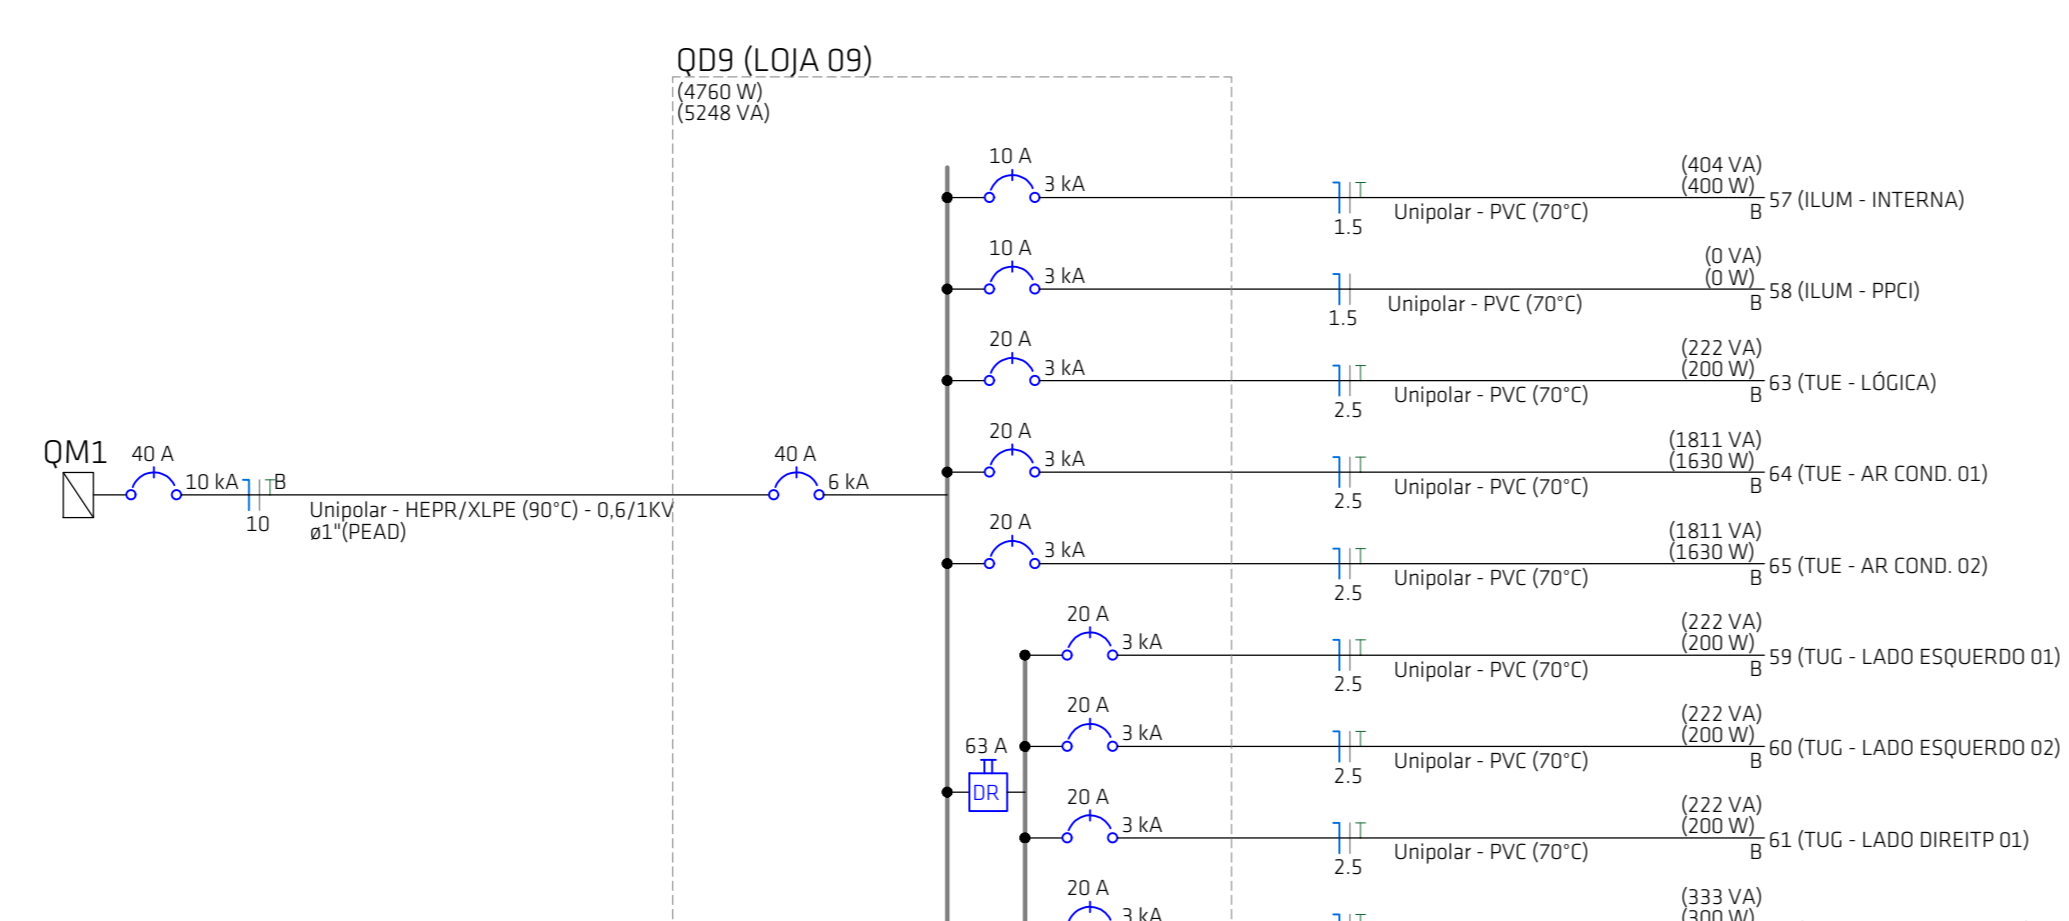 QD9 (LOJA 09)
(4760 W)
(5248 VA)
10 A
3 kA
1.5
Unipolar - PVC (70°C)
(404 VA)
(400 W)
B
57 (ILUM - INTERNA)
10 A
3 kA
1.5
Unipolar - PVC (70°C)
(0 VA)
(0 W)
B
58 (ILUM - PPCI)
20 A
3 kA
2.5
Unipolar - PVC (70°C)
(222 VA)
(200 W)
B
63 (TUE - LÓGICA)
20 A
3 kA
2.5
Unipolar - PVC (70°C)
(1811 VA)
(1630 W)
B
64 (TUE - AR COND. 01)
QM1
40 A
10 kA
T
B
10
Unipolar - HEPR/XLPE (90°C) - 0,6/1KV
ø1"(PEAD)
40 A
6 kA
20 A
3 kA
2.5
Unipolar - PVC (70°C)
(1811 VA)
(1630 W)
B
65 (TUE - AR COND. 02)
20 A
3 kA
2.5
Unipolar - PVC (70°C)
(222 VA)
(200 W)
B
59 (TUG - LADO ESQUERDO 01)
20 A
3 kA
2.5
Unipolar - PVC (70°C)
(222 VA)
(200 W)
B
60 (TUG - LADO ESQUERDO 02)
63 A
DR
20 A
3 kA
2.5
Unipolar - PVC (70°C)
(222 VA)
(200 W)
B
61 (TUG - LADO DIREITP 01)
20 A
3 kA
(333 VA)
(300 W)